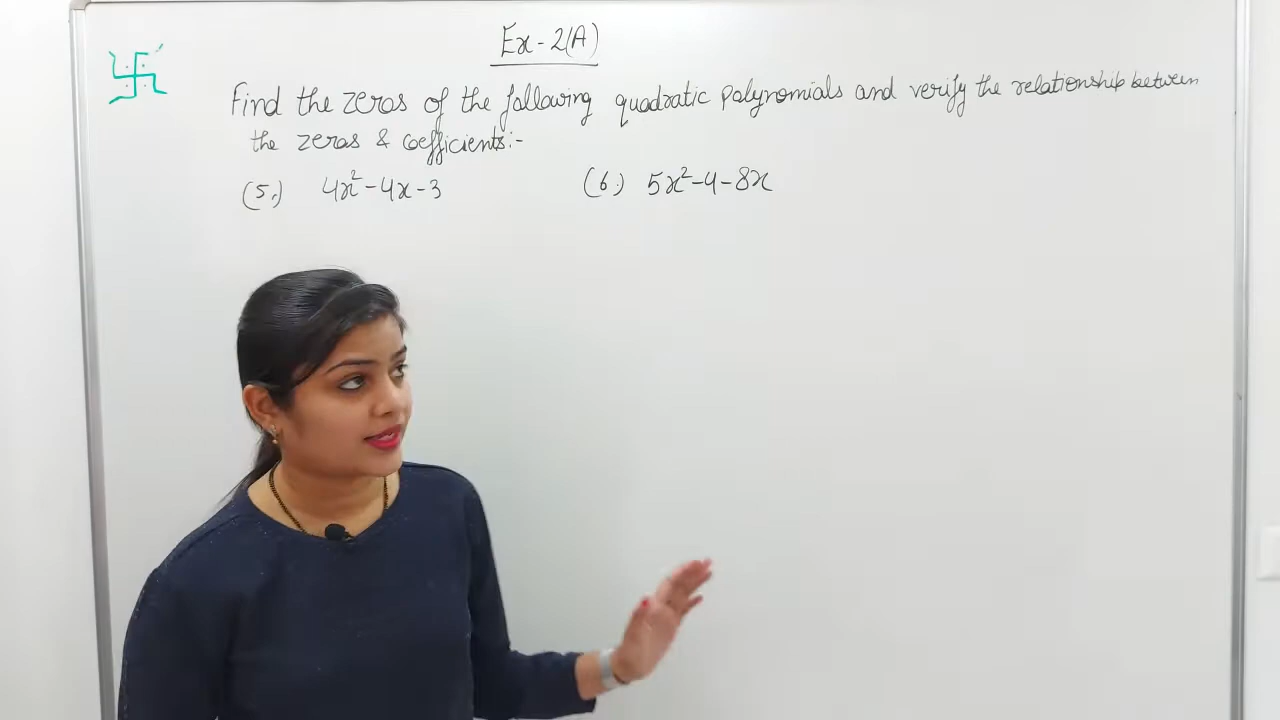 Ex-2(A)
Find the zeros of the following quadratic polynomials and verify the relationship between
the zeros & coefficients:-
(5.) 4x²-4x-3 (6.) 5x²-4-8x